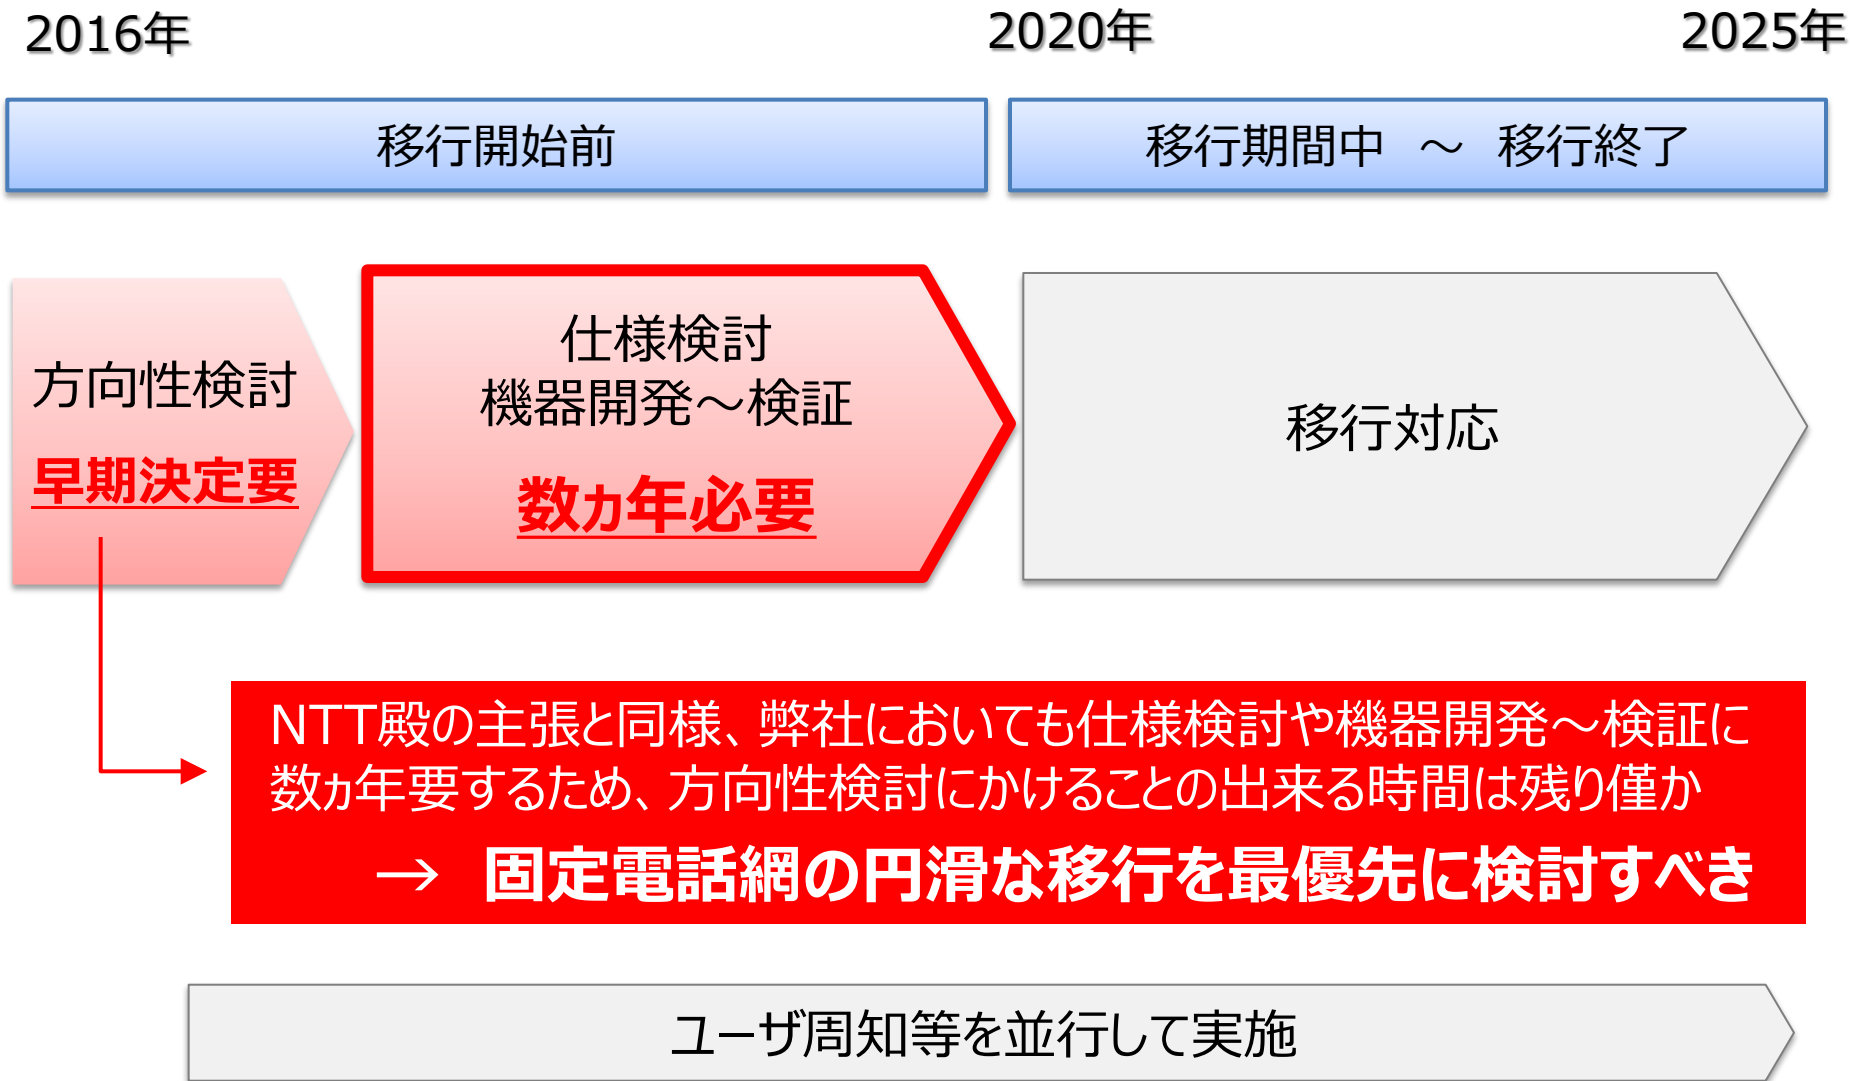 2016年
2020年
2025年
移行開始前
移行期間中　～　移行終了
方向性検討
早期決定要
仕様検討
機器開発～検証
数ヵ年必要
移行対応
NTT殿の主張と同様、弊社においても仕様検討や機器開発～検証に
数ヵ年要するため、方向性検討にかけることの出来る時間は残り僅か
→　固定電話網の円滑な移行を最優先に検討すべき
ユーザ周知等を並行して実施